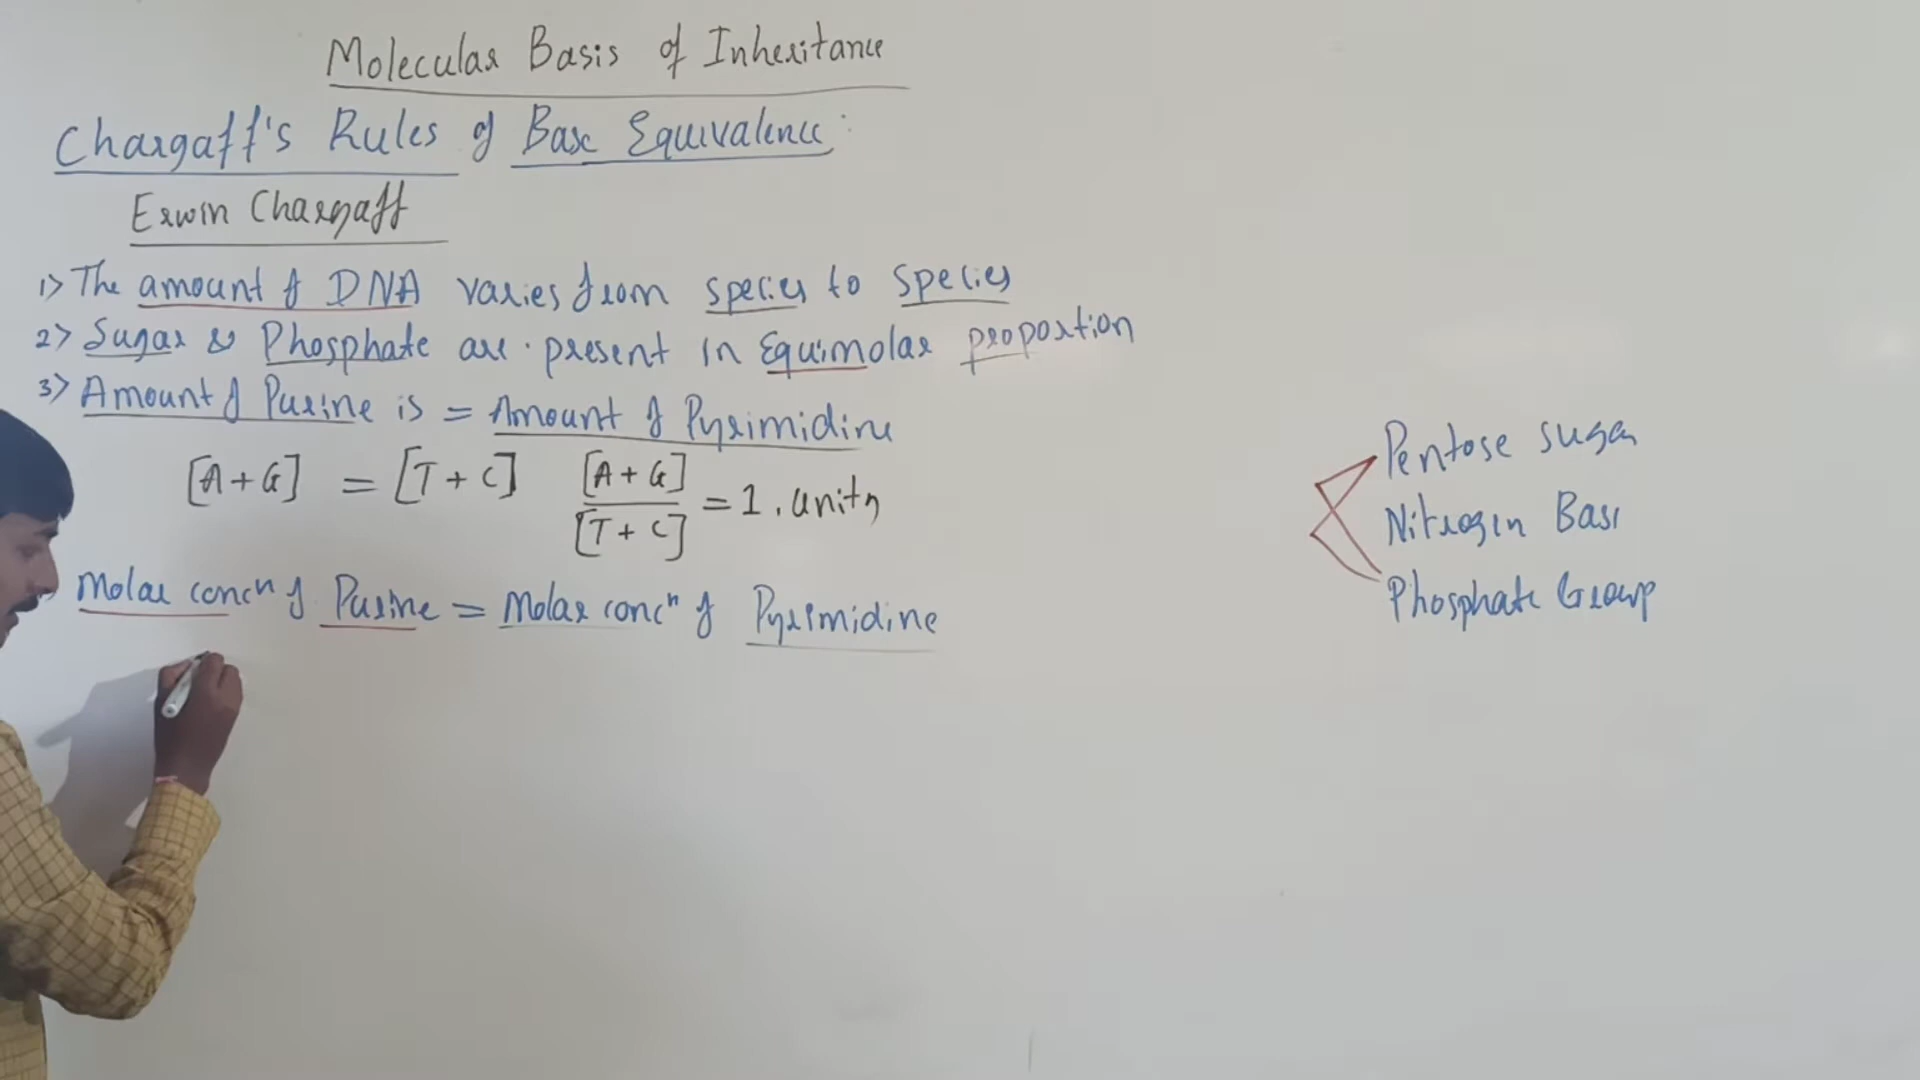 Molecular Basis of Inheritance
Chargaff's Rules of Base Equivalence:
Erwin Chargaff
1> The amount of DNA varies from species to species
2> Sugar & Phosphate are present in Equimolar proportion
3> Amount of Purine is = Amount of Pyrimidine
[A+G] = [T+C] [A+G] / [T+C] = 1. unity
Molar concn of Purine = Molar concn of Pyrimidine
Pentose sugar
Nitrogen Base
Phosphate Group